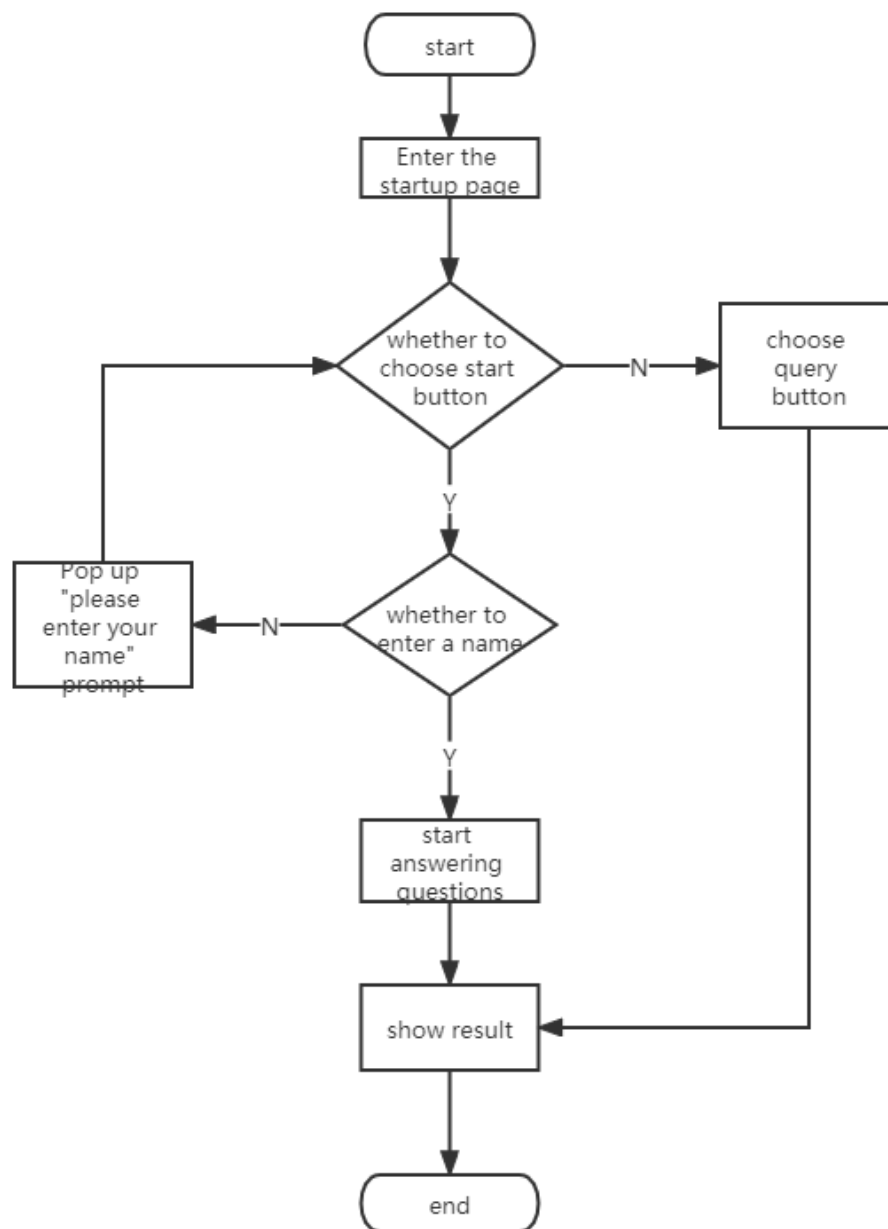 start
Enter the
startup page
whether to
choose start
button
N
choose
query
button
Y
Pop up
"please
enter your
name"
prompt
N
whether to
enter a name
Y
start
answering
questions
show result
end